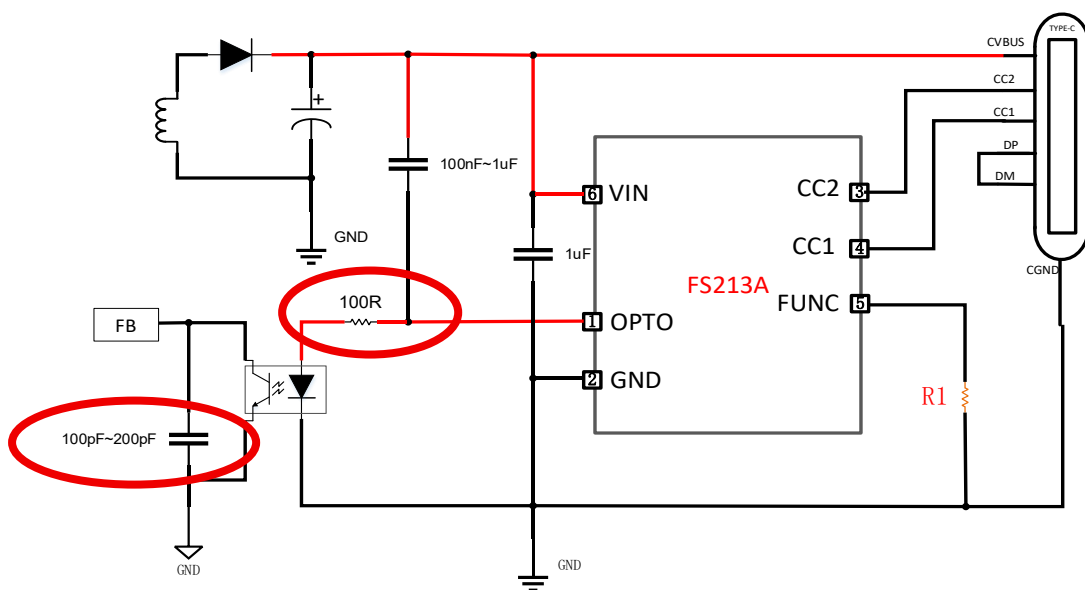 TYPE-C
CVBUS
CC2
CC1
DP
DM
CGND
100nF~1uF
GND
1uF
6 VIN
CC2 3
CC1 4
FS213A
FUNC 5
100R
1 OPTO
2 GND
FB
R1
100pF~200pF
GND
GND